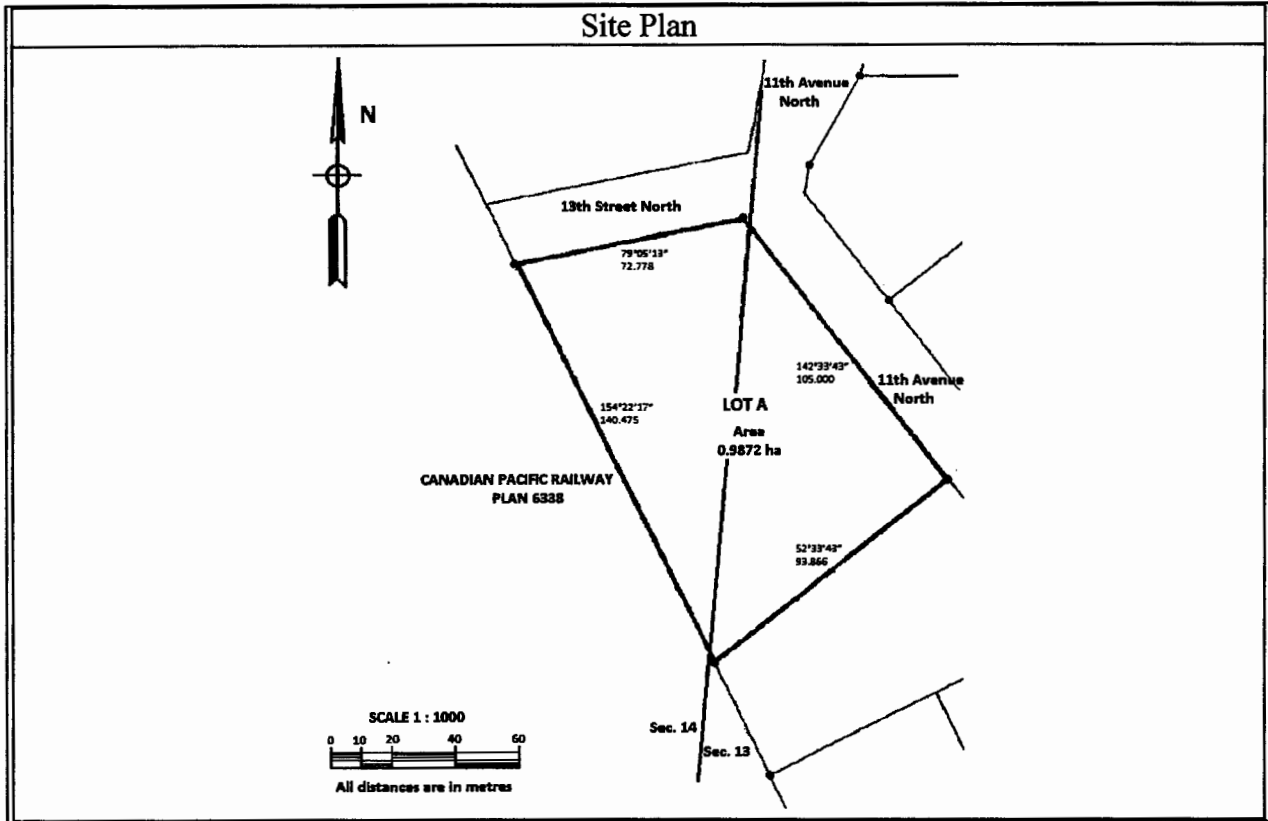 Site Plan
N
11th Avenue
North
13th Street North
79°05'13"
72.778
142°33'43"
105.000
11th Avenue
North
154°22'17"
140.475
LOT A
Area
0.9872 ha
CANADIAN PACIFIC RAILWAY
PLAN 6338
52°33'43"
93.866
Sec. 14
Sec. 13
SCALE 1 : 1000
0 10 20 40 60
All distances are in metres